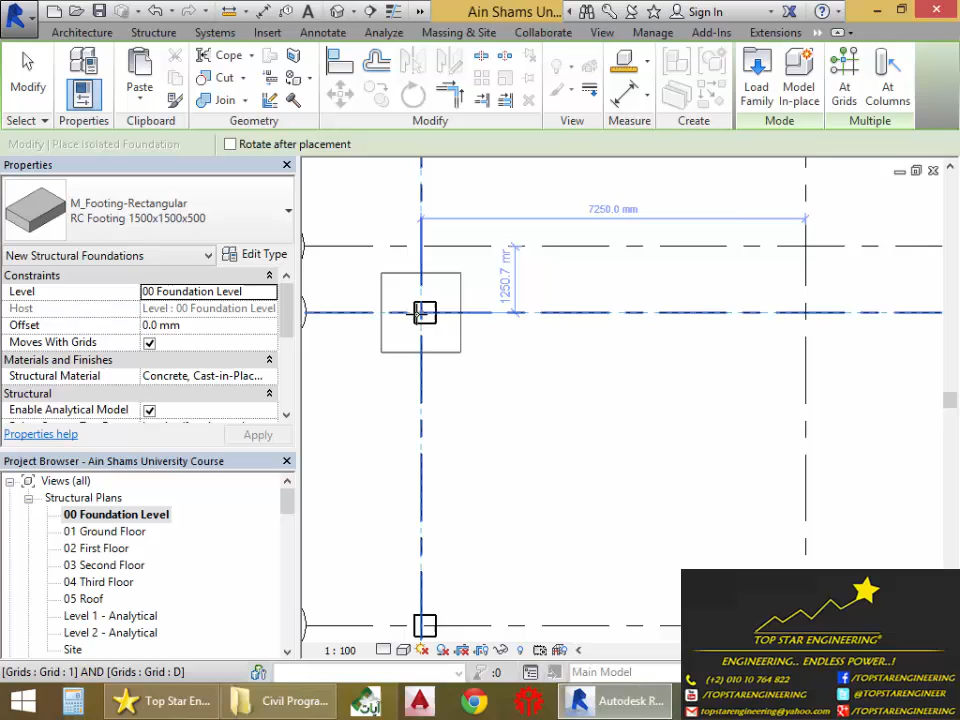 Ain Shams Un...
Sign In
Architecture Structure Systems Insert Annotate Analyze Massing & Site Collaborate View Manage Add-Ins Extensions
Modify
Paste
Cope
Cut
Join
Load Family
Model In-place
At Grids
At Columns
Select Properties Clipboard Geometry Modify View Measure Create Mode Multiple
Modify | Place Isolated Foundation
Rotate after placement
Properties
M_Footing-Rectangular
RC Footing 1500x1500x500
New Structural Foundations
Edit Type
Constraints
Level 00 Foundation Level
Host Level : 00 Foundation Level
Offset 0.0 mm
Moves With Grids
Materials and Finishes
Structural Material Concrete, Cast-in-Plac...
Structural
Enable Analytical Model
Properties help
Apply
7250.0 mm
Project Browser - Ain Shams University Course
Views (all)
Structural Plans
00 Foundation Level
01 Ground Floor
02 First Floor
03 Second Floor
04 Third Floor
05 Roof
Level 1 - Analytical
Level 2 - Analytical
Site
1 : 100
[Grids : Grid : 1] AND [Grids : Grid : D]
:0
Main Model
TOP STAR ENGINEERING
ENGINEERING.. ENDLESS POWER..!
(+2) 010 10 764 822
/TOPSTARENGINEERING
/TOPSTARENGINEERING
@TOPSTARENGINEER
topstarengineering@yahoo.com
/TOPSTARENGINEERING
Top Star En...
Civil Progra...
Autodesk R...